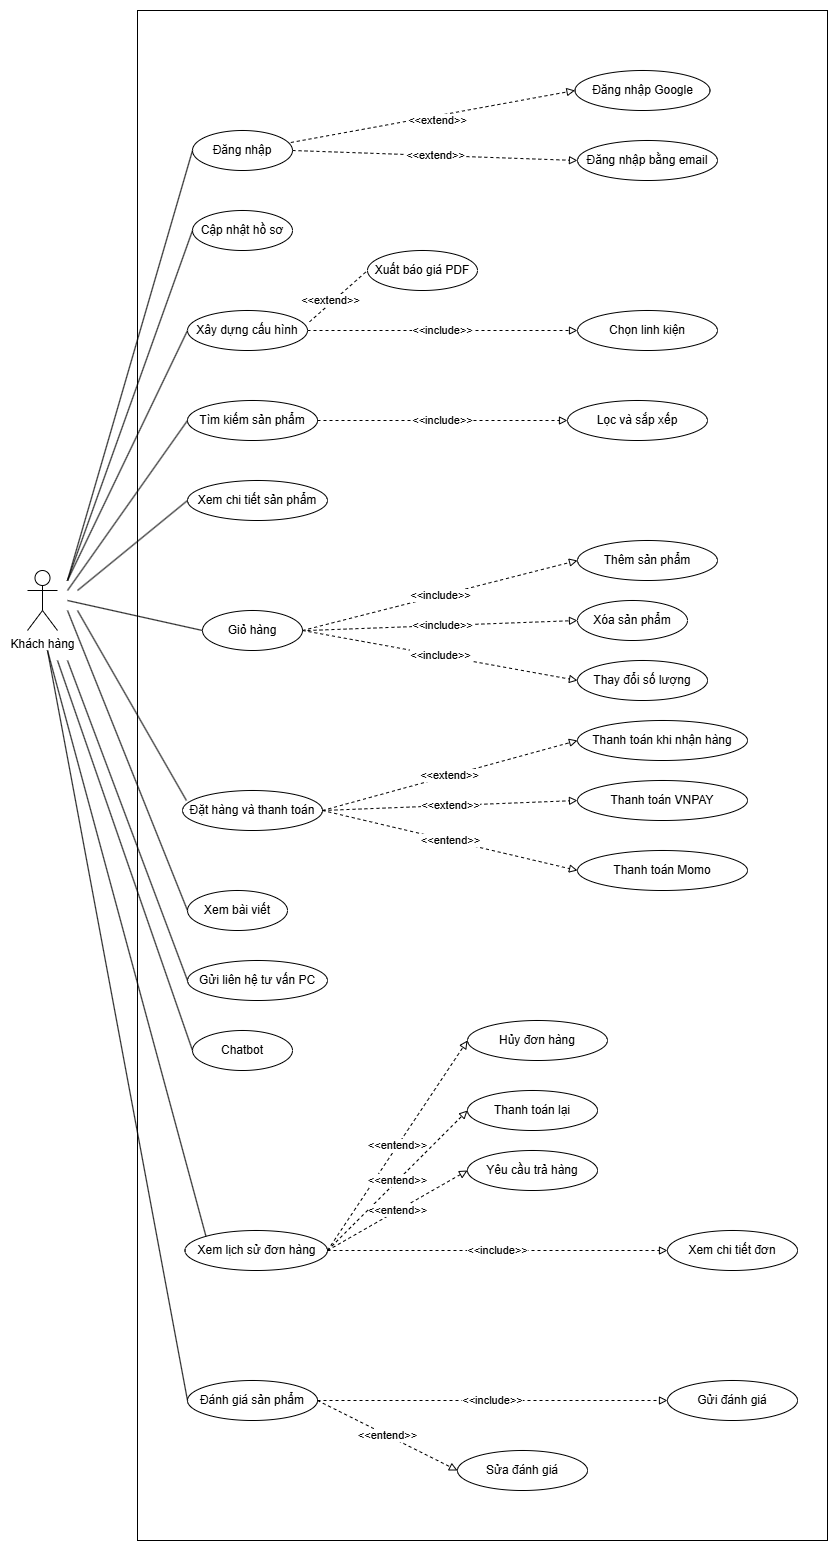 Đăng nhập Google
<<extend>>
Đăng nhập
<<extend>>
Đăng nhập bằng email
Cập nhật hồ sơ
Xuất báo giá PDF
<<extend>>
Xây dựng cấu hình
<<include>>
Chọn linh kiện
Tìm kiếm sản phẩm
<<include>>
Lọc và sắp xếp
Xem chi tiết sản phẩm
Thêm sản phẩm
<<include>>
Khách hàng
Giỏ hàng
<<include>>
Xóa sản phẩm
<<include>>
Thay đổi số lượng
Thanh toán khi nhận hàng
<<extend>>
Đặt hàng và thanh toán
<<extend>>
Thanh toán VNPAY
<<entend>>
Thanh toán Momo
Xem bài viết
Gửi liên hệ tư vấn PC
Chatbot
Hủy đơn hàng
Thanh toán lại
<<entend>>
Yêu cầu trả hàng
<<entend>>
<<entend>>
Xem lịch sử đơn hàng
<<include>>
Xem chi tiết đơn
Đánh giá sản phẩm
<<include>>
Gửi đánh giá
<<entend>>
Sửa đánh giá